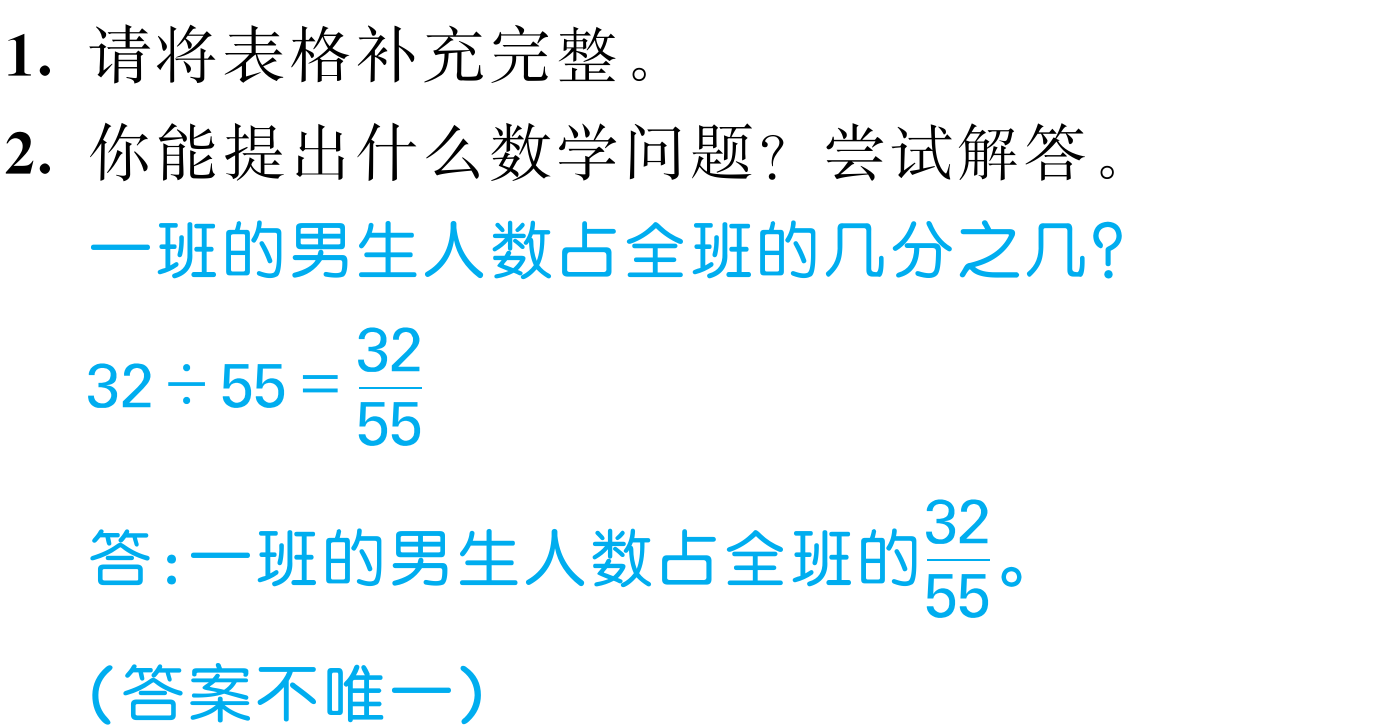 1. 请将表格补充完整。
2. 你能提出什么数学问题？尝试解答。
一班的男生人数占全班的几分之几？
32÷55=32/55
答：一班的男生人数占全班的32/55。
（答案不唯一）